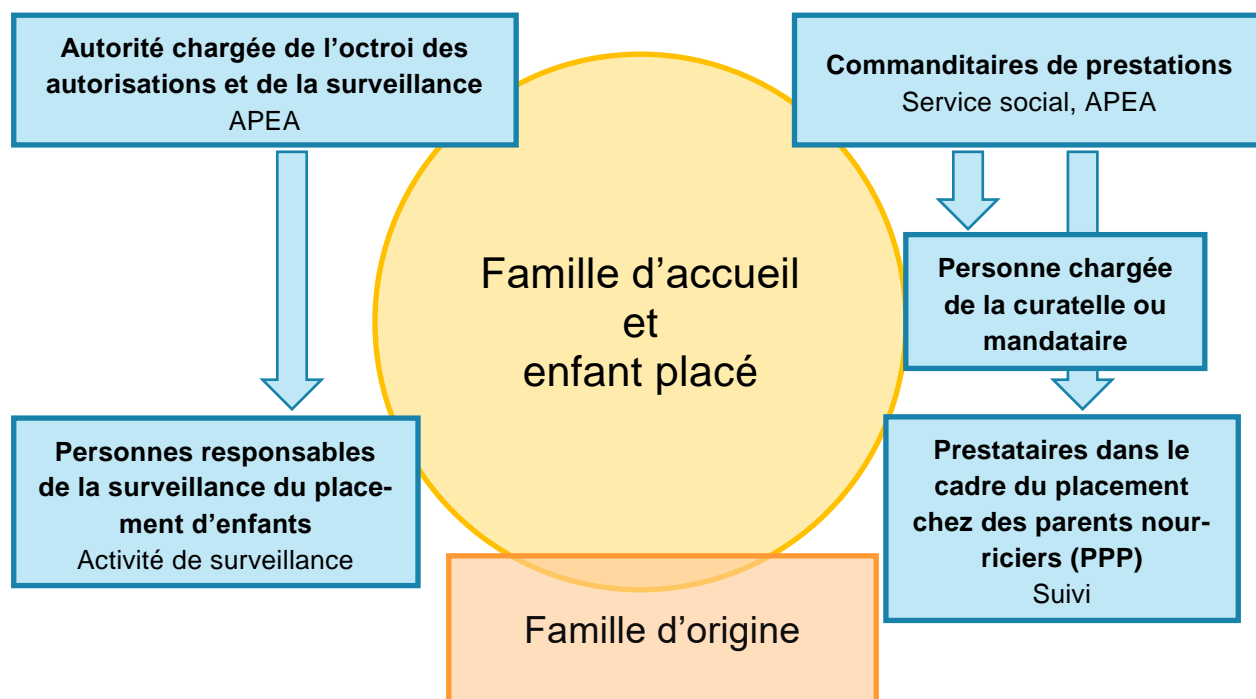 Autorité chargée de l’octroi des
autorisations et de la surveillance
APEA
Commanditaires de prestations
Service social, APEA
Famille d’accueil
et
enfant placé
Personne chargée
de la curatelle ou
mandataire
Personnes responsables
de la surveillance du place-
ment d’enfants
Activité de surveillance
Prestataires dans le
cadre du placement
chez des parents nour-
riciers (PPP)
Suivi
Famille d’origine